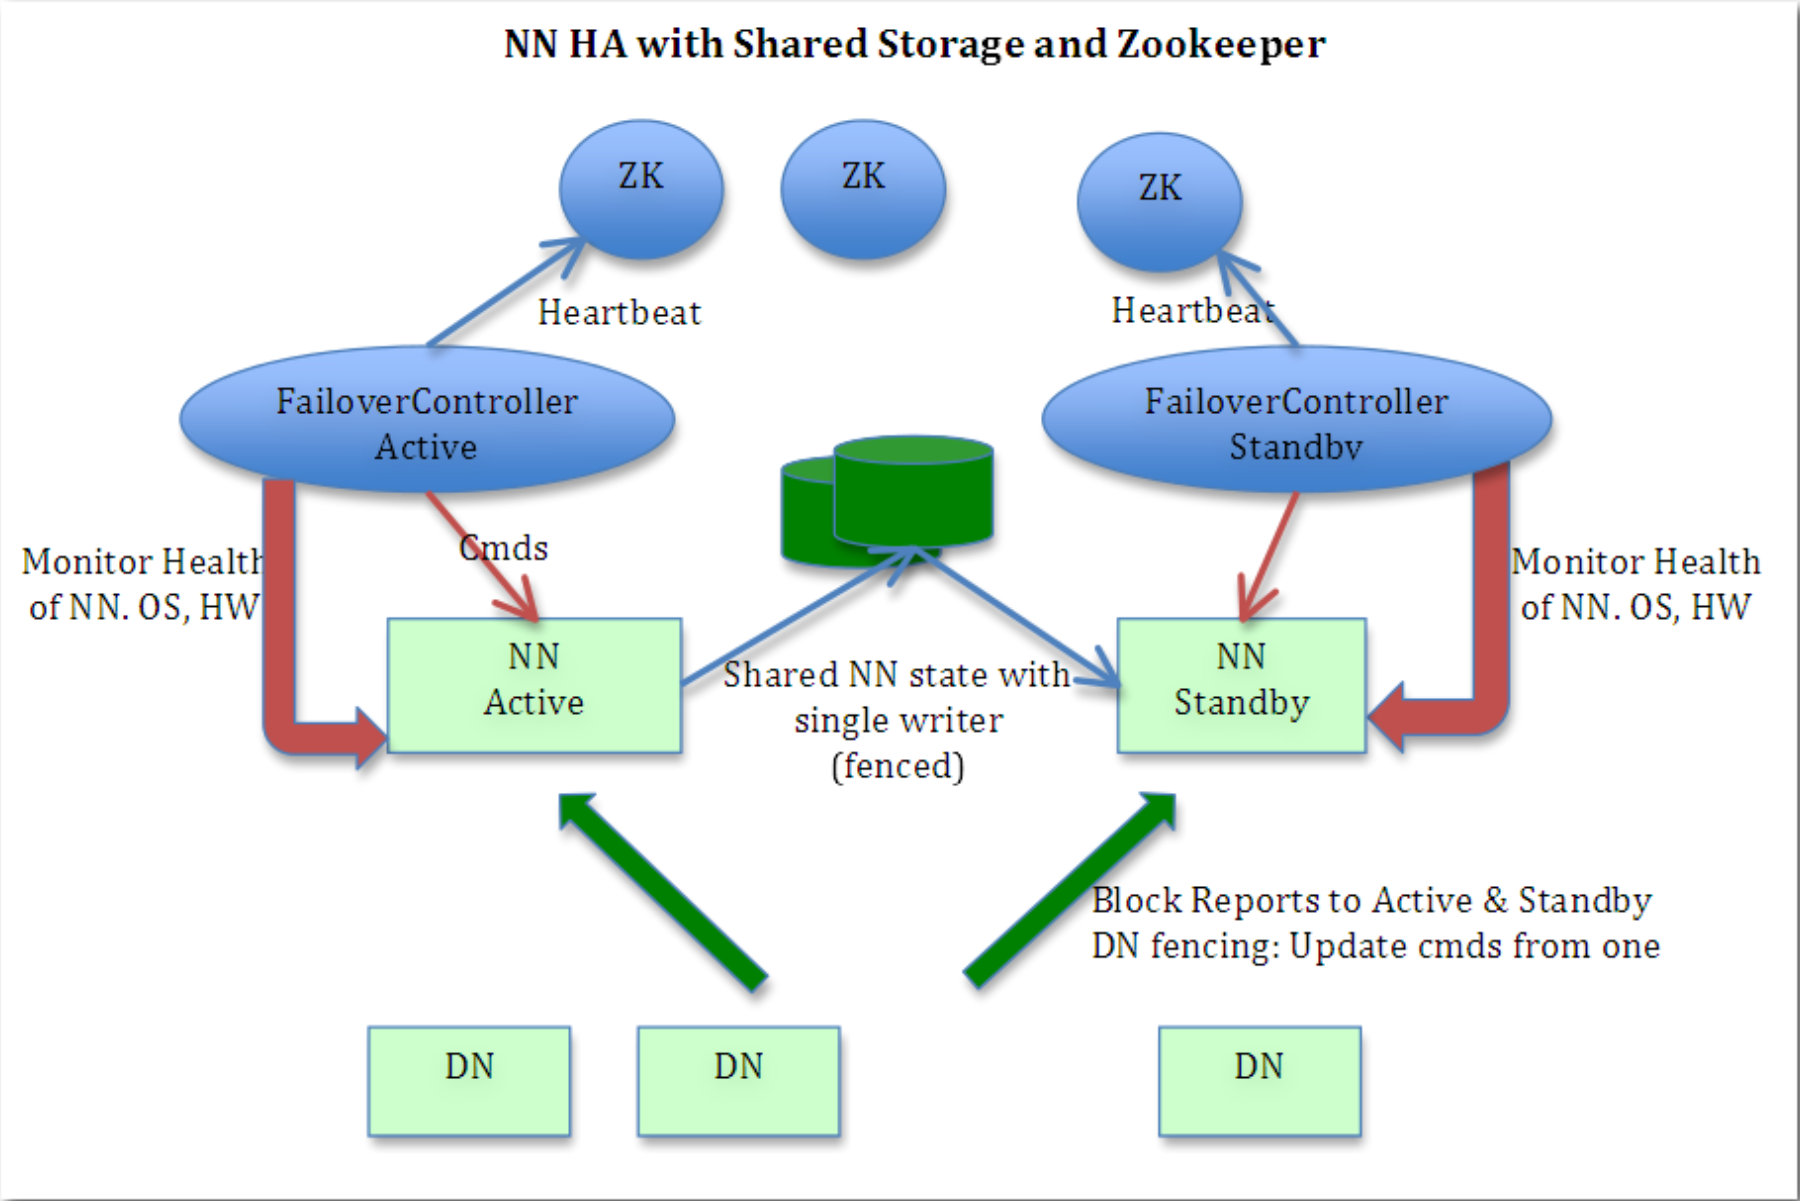 NN HA with Shared Storage and Zookeeper
ZK
ZK
ZK
Heartbeat
Heartbeat
FailoverController
Active
FailoverController
Standby
Cmds
Monitor Health
of NN. OS, HW
Monitor Health
of NN. OS, HW
NN
Active
Shared NN state with
single writer
(fenced)
NN
Standby
Block Reports to Active & Standby
DN fencing: Update cmds from one
DN
DN
DN